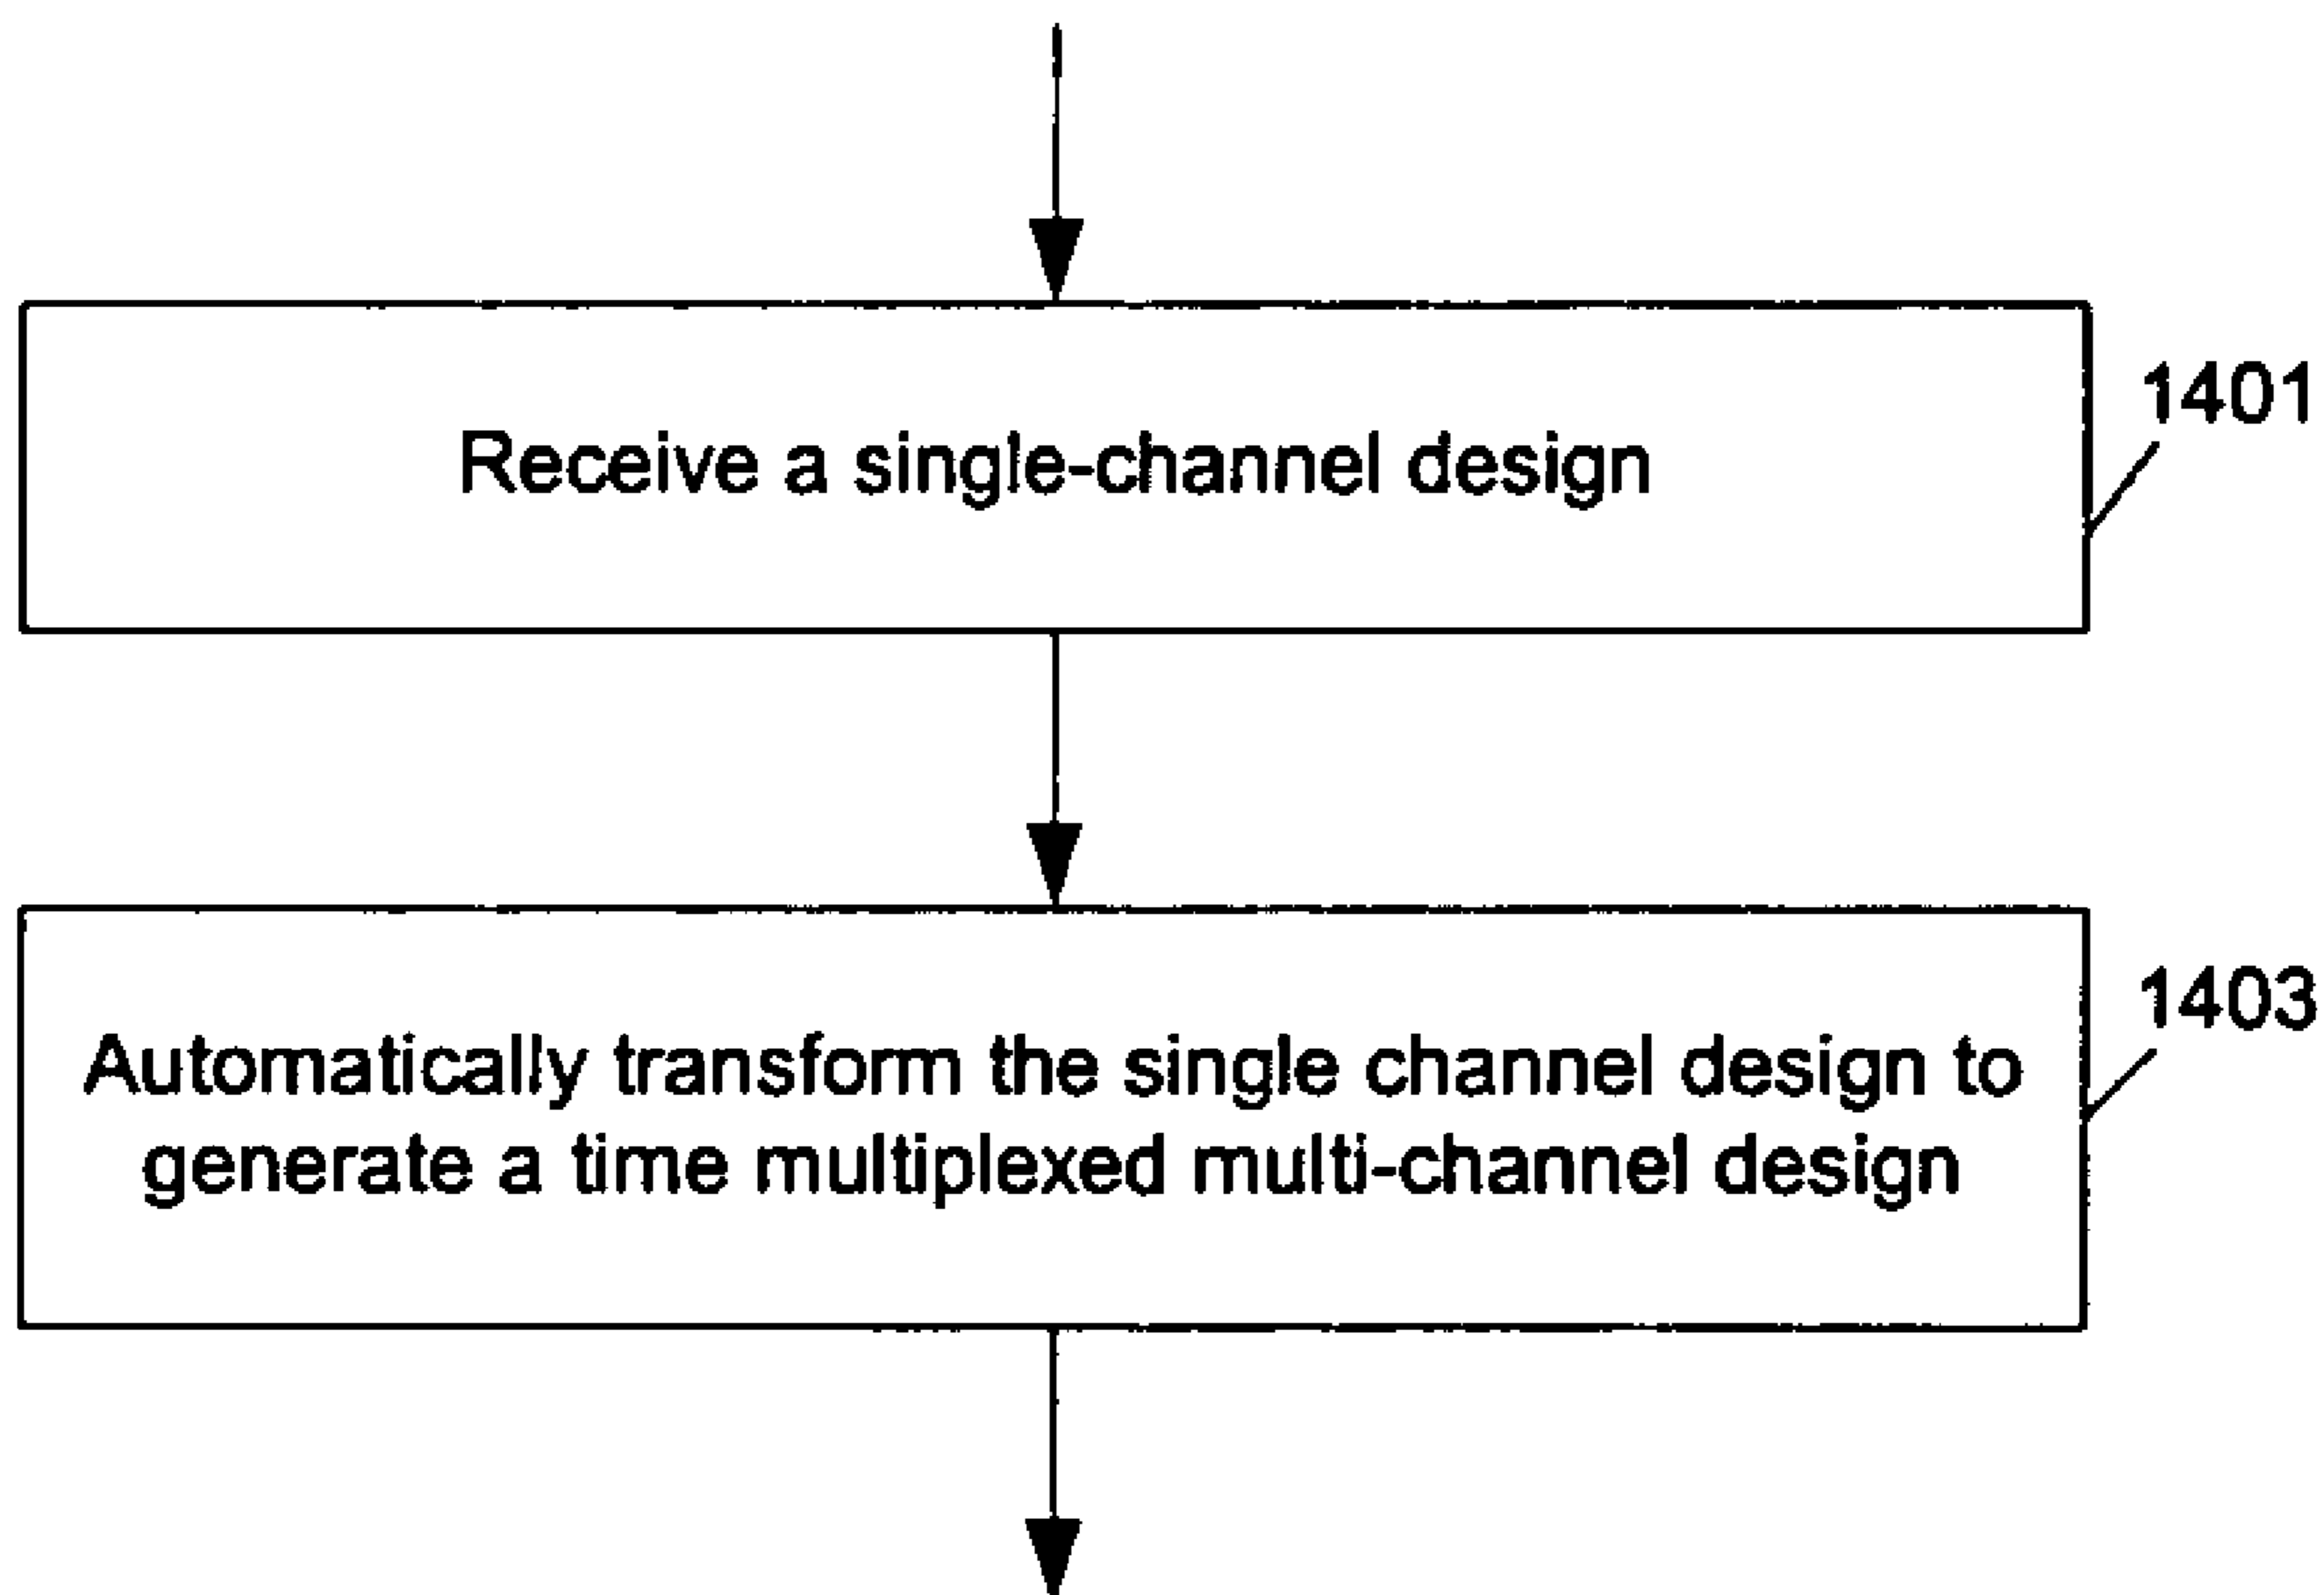 1401
Receive a single-channel design
1403
Automatically transform the single channel design to
generate a time multiplexed multi-channel design